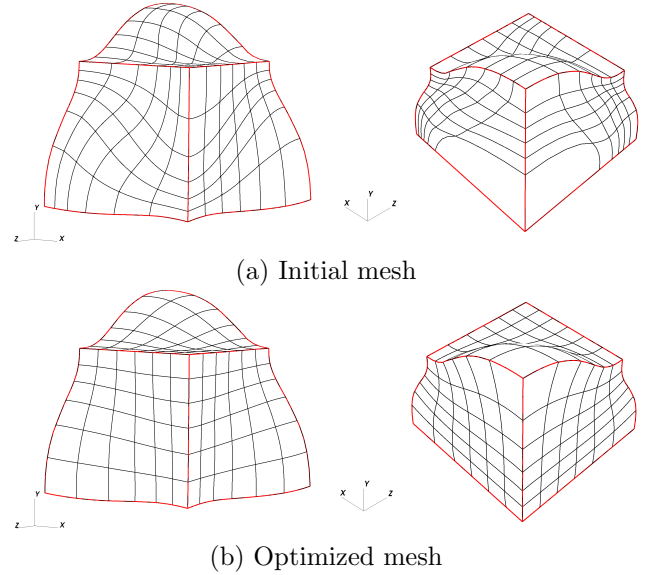 Y
Z X
Y
X Z
(a) Initial mesh
Y
Z X
Y
X Z
(b) Optimized mesh